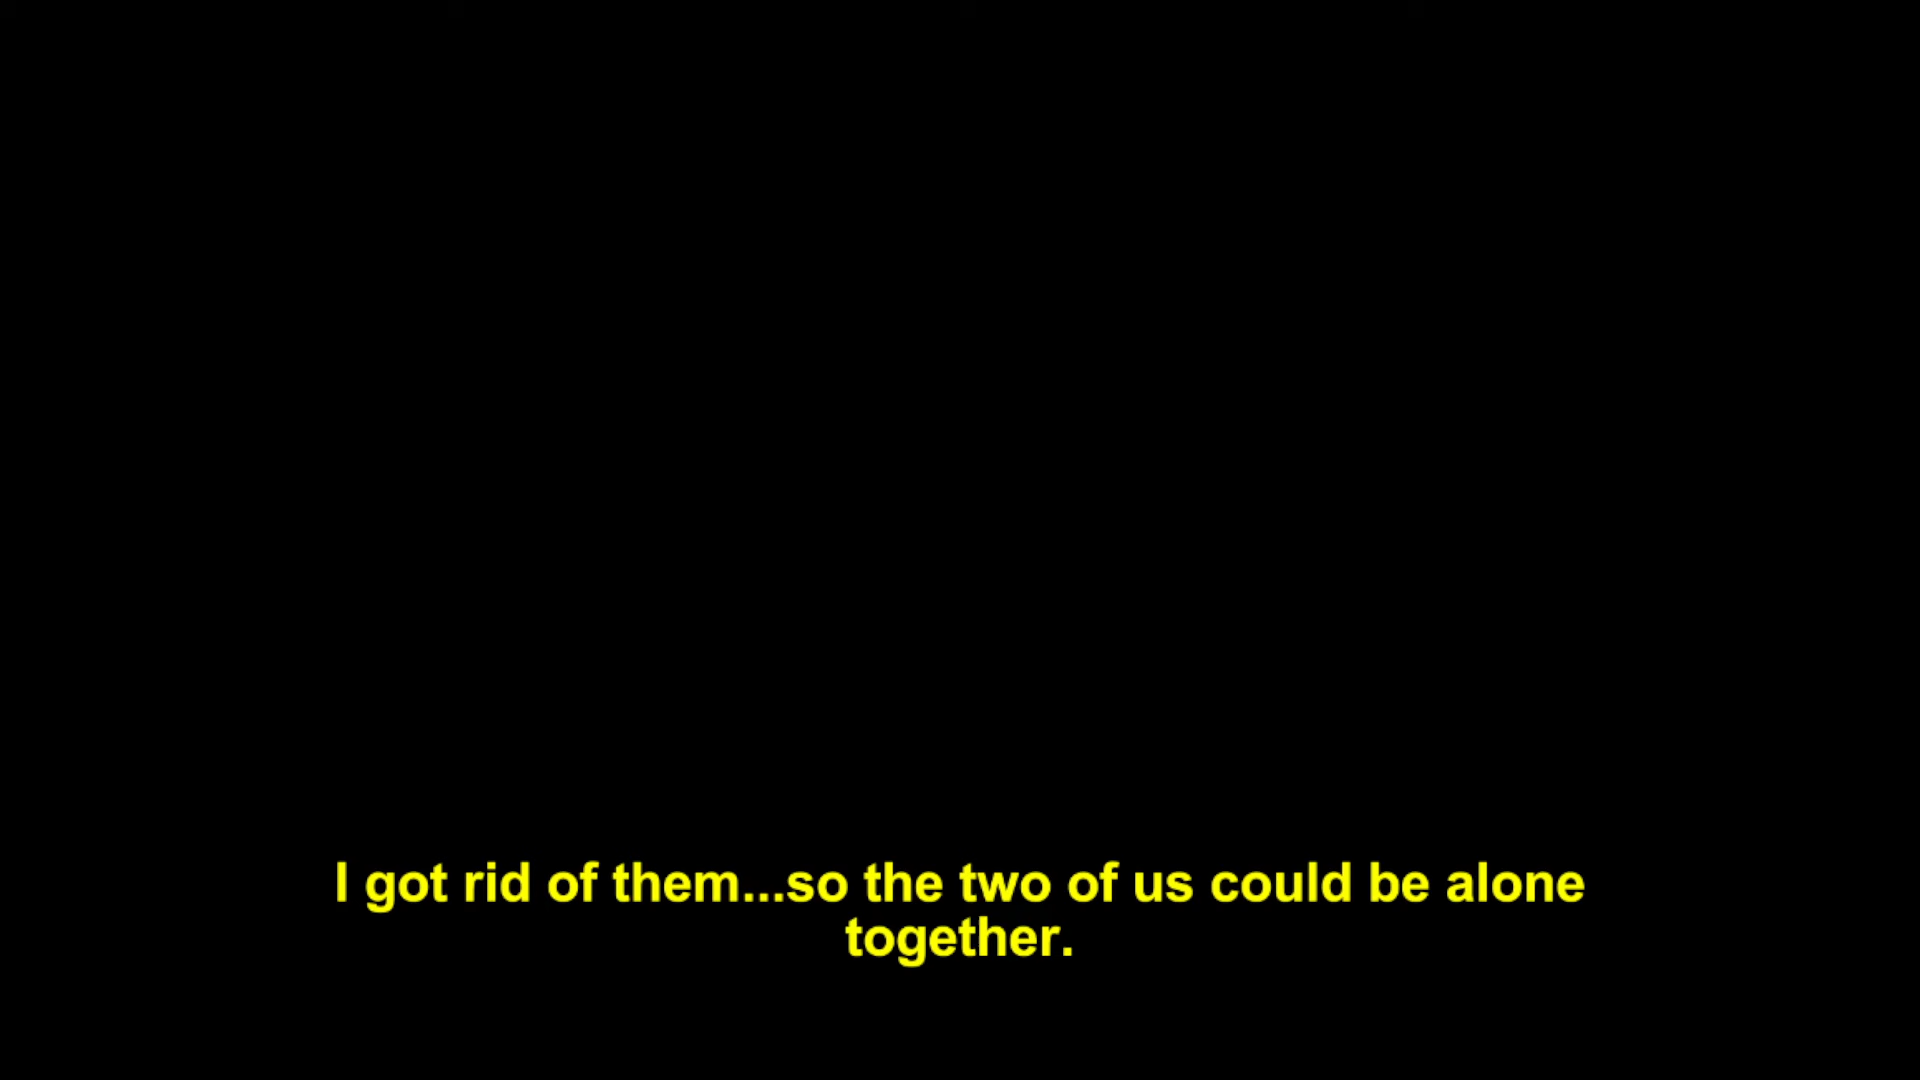 I got rid of them...so the two of us could be alone
together.